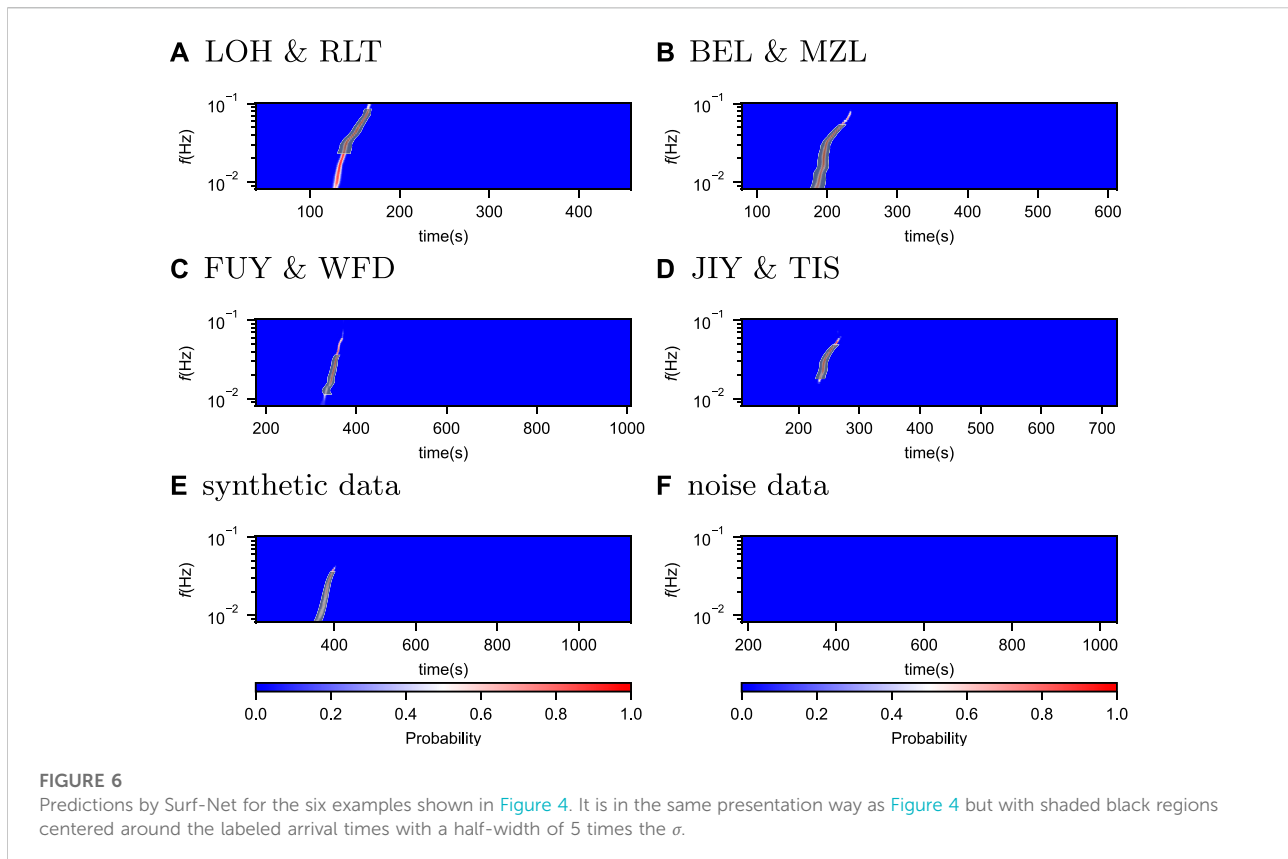 A LOH & RLT
B BEL & MZL
f(Hz)
10⁻¹
10⁻²
100 200 300 400
time(s)
f(Hz)
10⁻¹
10⁻²
100 200 300 400 500 600
time(s)
C FUY & WFD
D JIY & TIS
f(Hz)
10⁻¹
10⁻²
200 400 600 800 1000
time(s)
f(Hz)
10⁻¹
10⁻²
200 300 400 500 600 700
time(s)
E synthetic data
F noise data
f(Hz)
10⁻¹
10⁻²
400 600 800 1000
time(s)
f(Hz)
10⁻¹
10⁻²
200 400 600 800 1000
time(s)
0.0 0.2 0.4 0.6 0.8 1.0
Probability
0.0 0.2 0.4 0.6 0.8 1.0
Probability
FIGURE 6
Predictions by Surf-Net for the six examples shown in Figure 4. It is in the same presentation way as Figure 4 but with shaded black regions
centered around the labeled arrival times with a half-width of 5 times the σ.